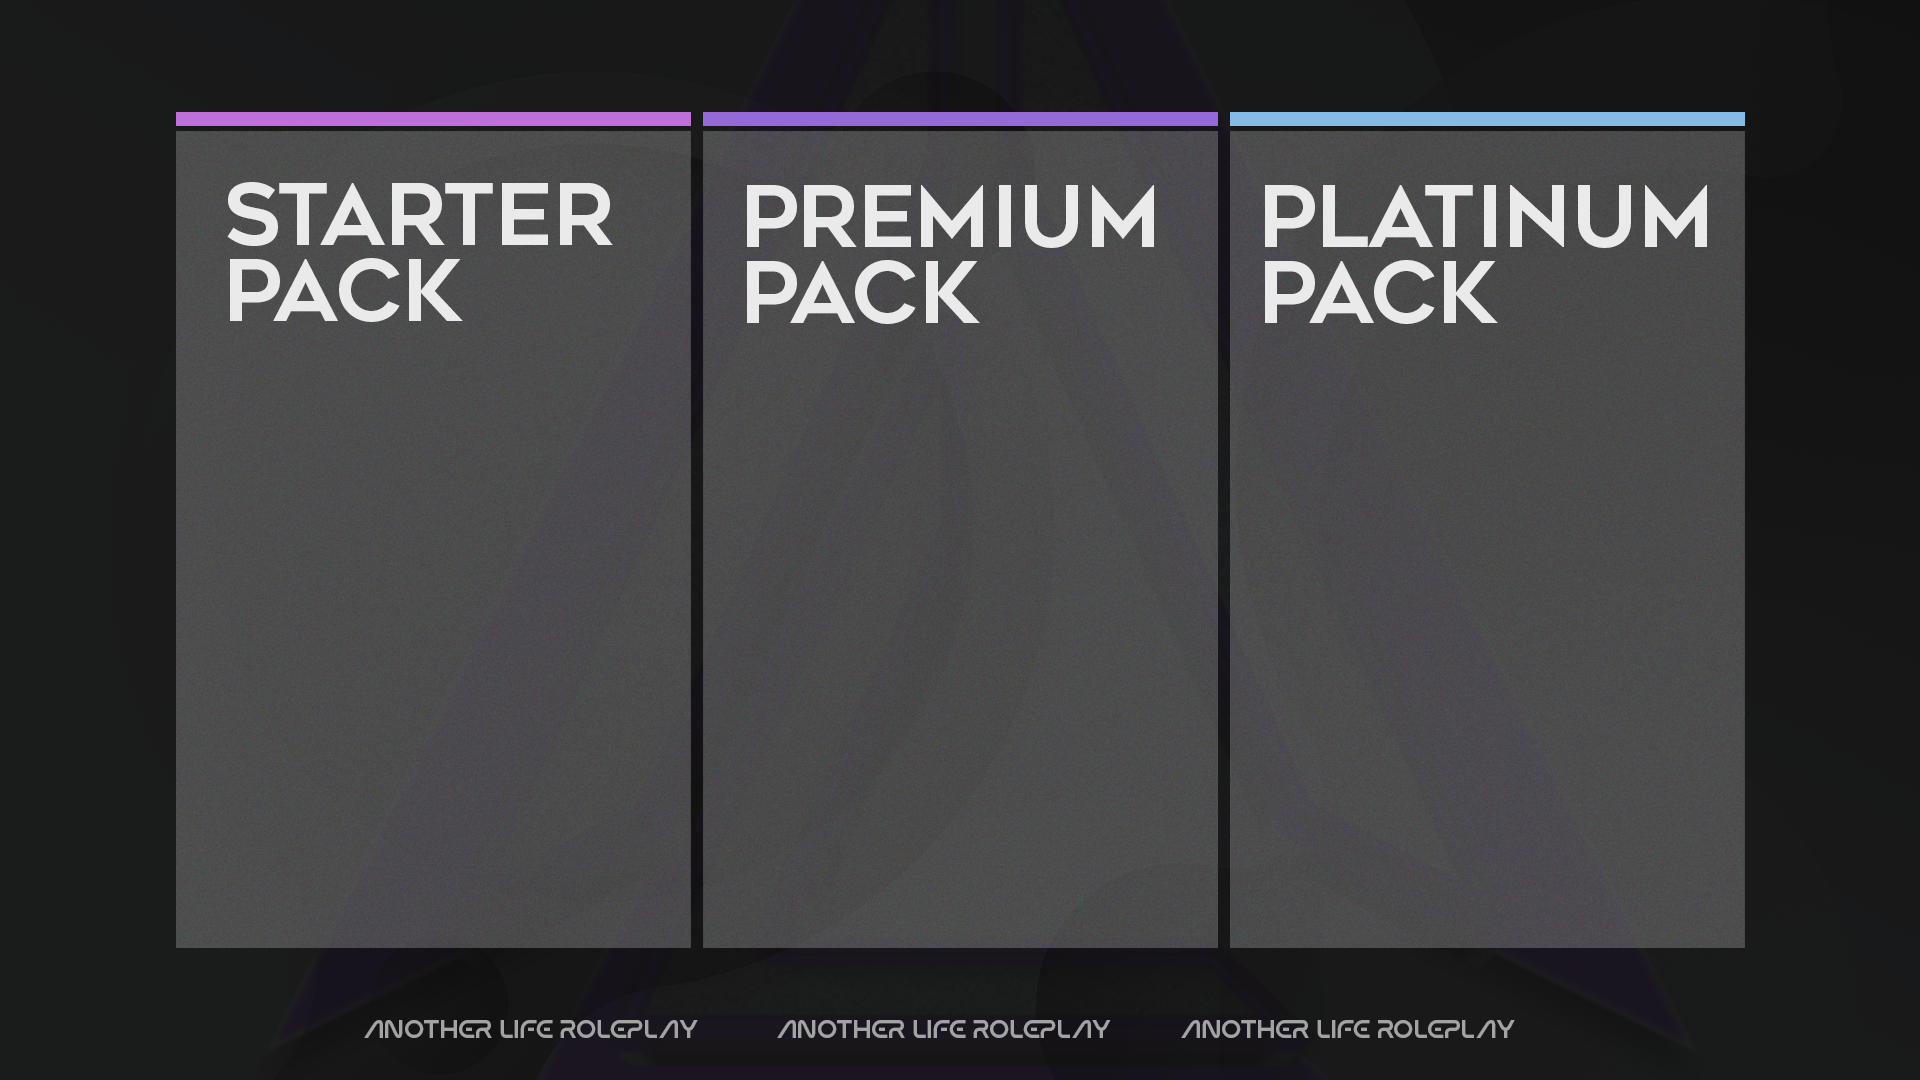 STARTER
PACK
PREMIUM
PACK
PLATINUM
PACK
ANOTHER LIFE ROLEPLAY
ANOTHER LIFE ROLEPLAY
ANOTHER LIFE ROLEPLAY